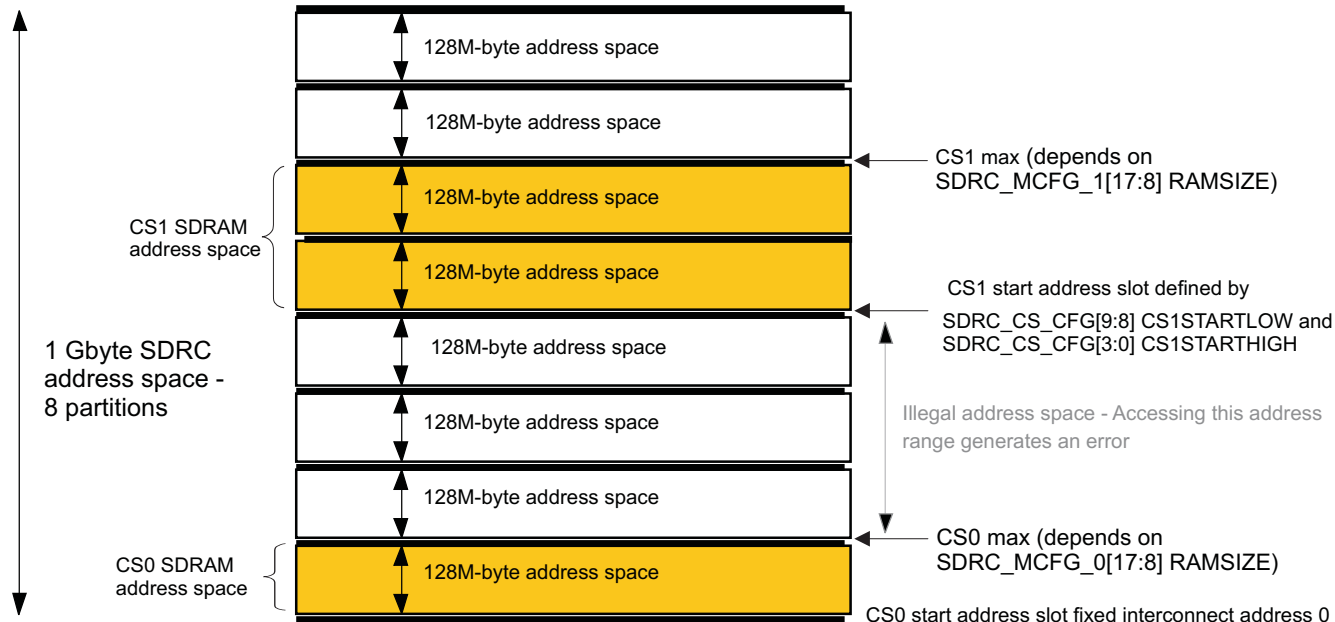 128M-byte address space
128M-byte address space
CS1 max (depends on
SDRC_MCFG_1[17:8] RAMSIZE)
128M-byte address space
CS1 SDRAM
address space
128M-byte address space
CS1 start address slot defined by
SDRC_CS_CFG[9:8] CS1STARTLOW and
SDRC_CS_CFG[3:0] CS1STARTHIGH
128M-byte address space
1 Gbyte SDRC
address space -
8 partitions
128M-byte address space
Illegal address space - Accessing this address
range generates an error
128M-byte address space
CS0 max (depends on
SDRC_MCFG_0[17:8] RAMSIZE)
CS0 SDRAM
address space
128M-byte address space
CS0 start address slot fixed interconnect address 0